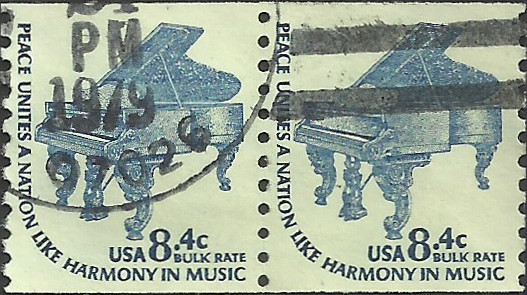 PM
1979
97026
PEACE UNITES A NATION LIKE HARMONY IN MUSIC
USA 8.4c
BULK RATE
PEACE UNITES A NATION LIKE HARMONY IN MUSIC
USA 8.4c
BULK RATE